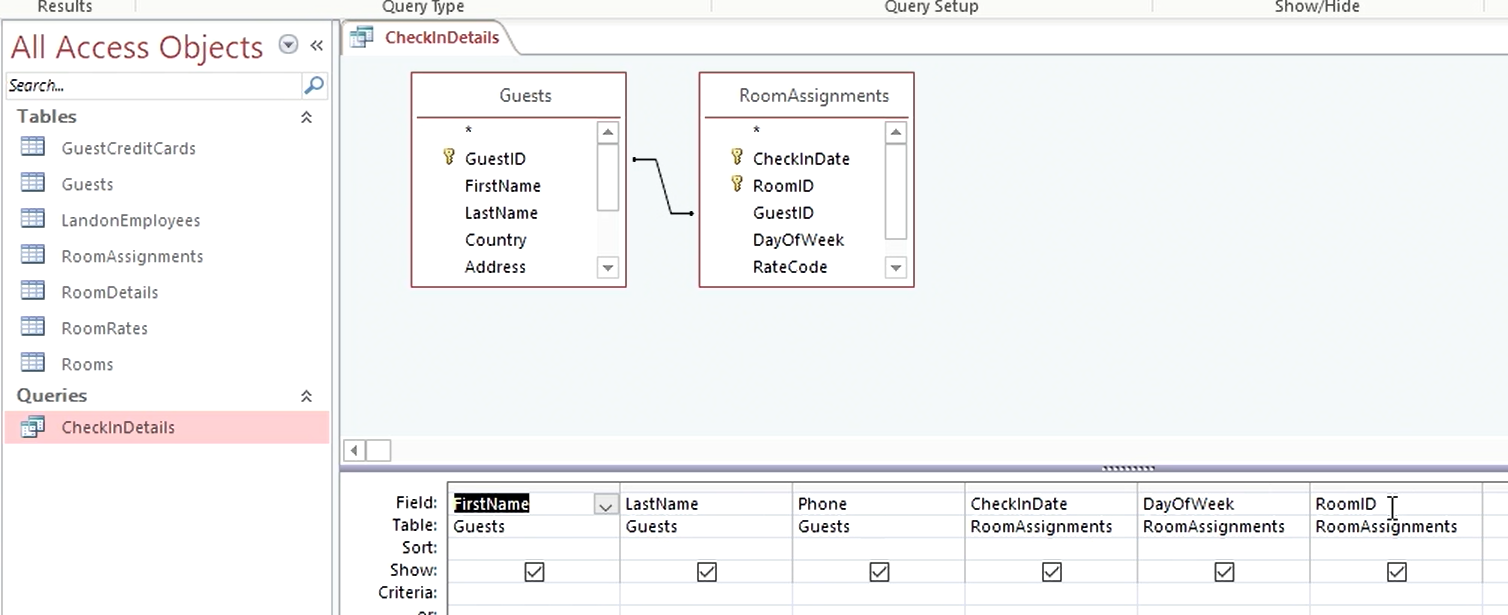 Results Query Type Query Setup Show/Hide
All Access Objects
Search...
Tables
GuestCreditCards
Guests
LandonEmployees
RoomAssignments
RoomDetails
RoomRates
Rooms
Queries
CheckInDetails
CheckInDetails
Guests
*
GuestID
FirstName
LastName
Country
Address
RoomAssignments
*
CheckInDate
RoomID
GuestID
DayOfWeek
RateCode
Field: FirstName LastName Phone CheckInDate DayOfWeek RoomID
Table: Guests Guests Guests RoomAssignments RoomAssignments RoomAssignments
Sort:
Show:
Criteria:
or: